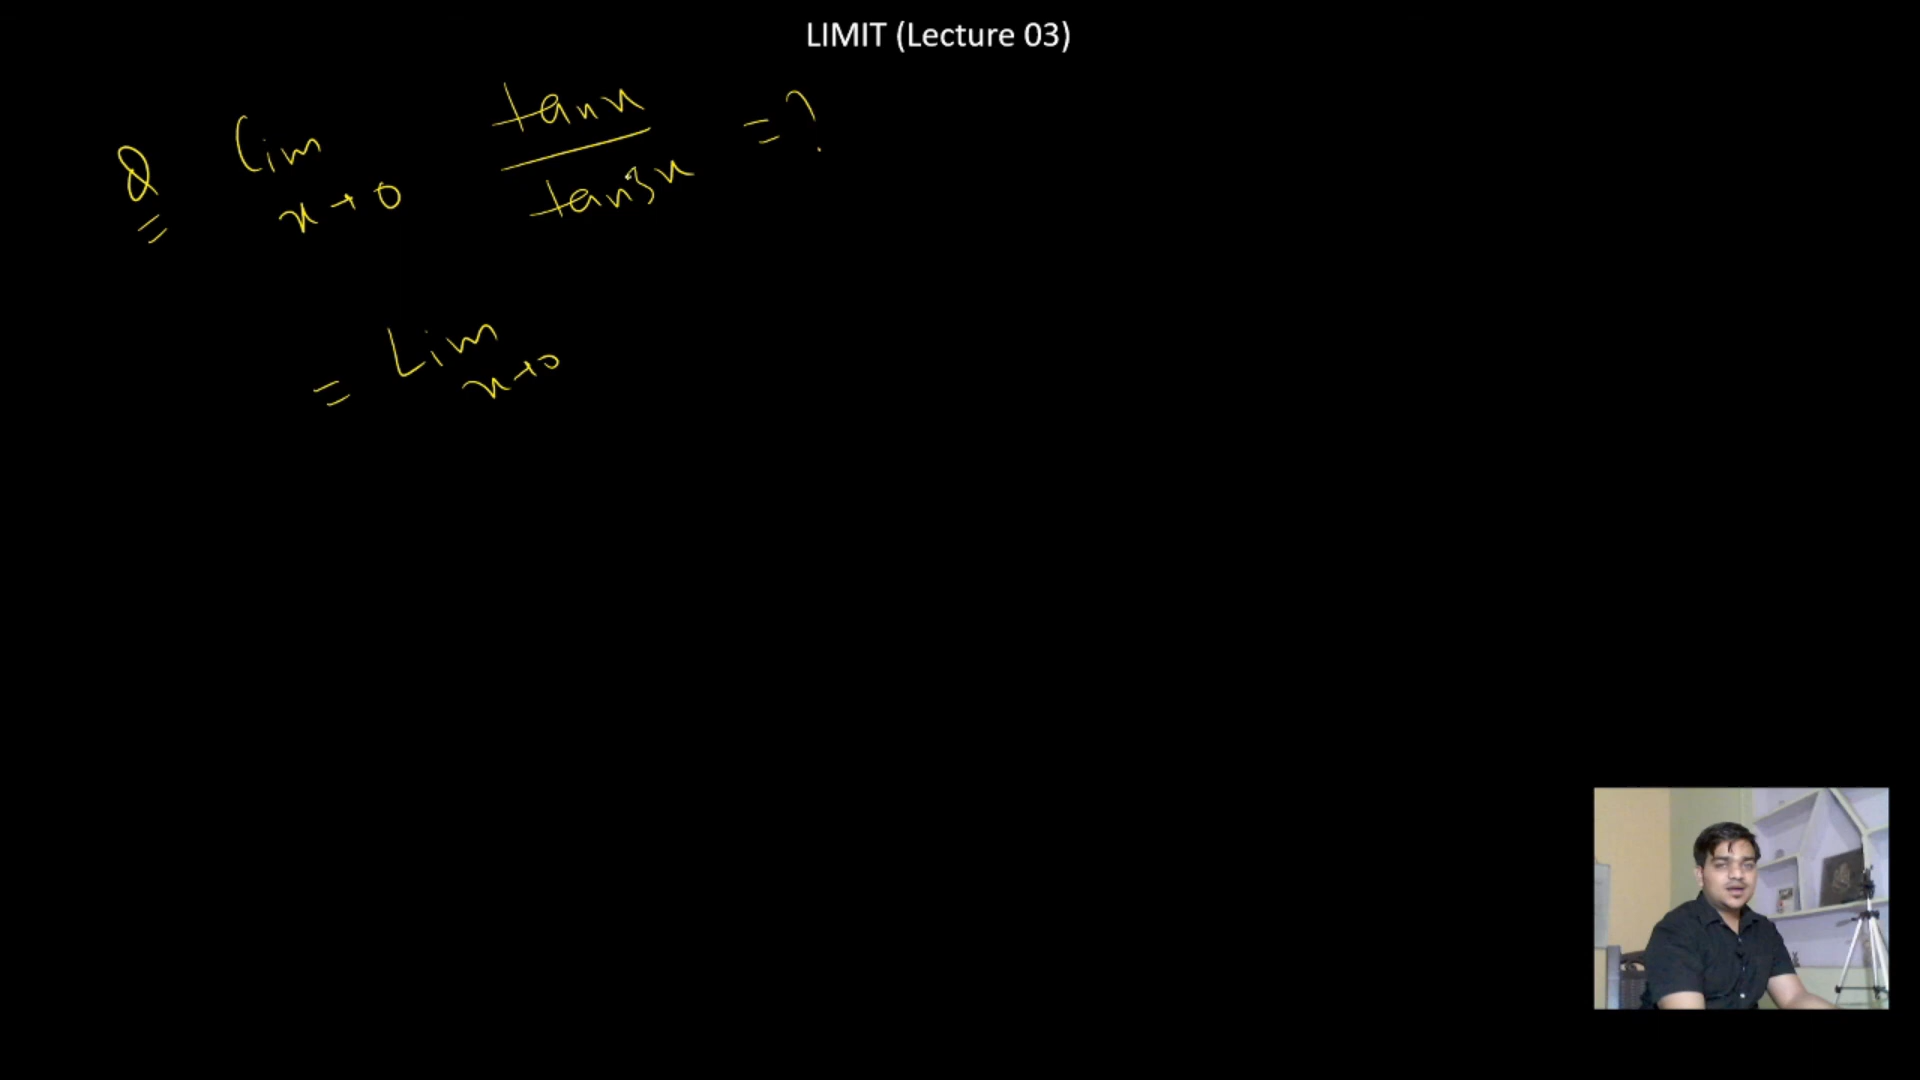 LIMIT (Lecture 03)
Q lim x→0 tanx / tan3x = ?
= Lim x→0